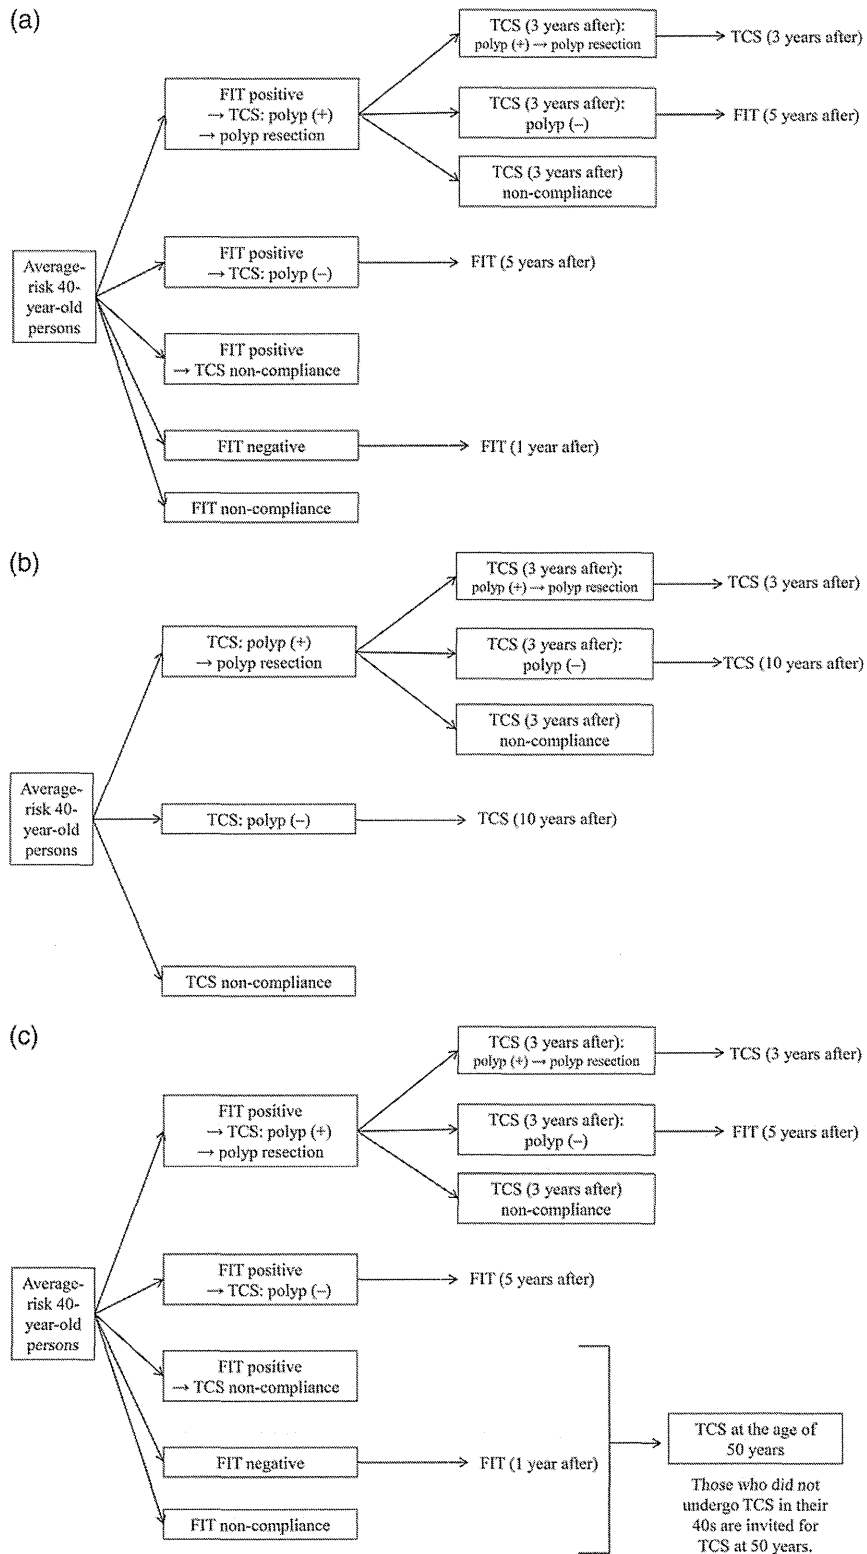 (a)
TCS (3 years after):
polyp (+) → polyp resection
TCS (3 years after)
FIT positive
→ TCS: polyp (+)
→ polyp resection
TCS (3 years after):
polyp (–)
FIT (5 years after)
TCS (3 years after)
non-compliance
Average-
risk 40-
year-old
persons
FIT positive
→ TCS: polyp (–)
FIT (5 years after)
FIT positive
→ TCS non-compliance
FIT negative
FIT (1 year after)
FIT non-compliance
(b)
TCS (3 years after):
polyp (+) → polyp resection
TCS (3 years after)
TCS: polyp (+)
→ polyp resection
TCS (3 years after):
polyp (–)
TCS (10 years after)
TCS (3 years after)
non-compliance
Average-
risk 40-
year-old
persons
TCS: polyp (–)
TCS (10 years after)
TCS non-compliance
(c)
TCS (3 years after):
polyp (+) → polyp resection
TCS (3 years after)
FIT positive
→ TCS: polyp (+)
→ polyp resection
TCS (3 years after):
polyp (–)
FIT (5 years after)
TCS (3 years after)
non-compliance
Average-
risk 40-
year-old
persons
FIT positive
→ TCS: polyp (–)
FIT (5 years after)
FIT positive
→ TCS non-compliance
FIT negative
FIT (1 year after)
FIT non-compliance
TCS at the age of
50 years
Those who did not
undergo TCS in their
40s are invited for
TCS at 50 years.